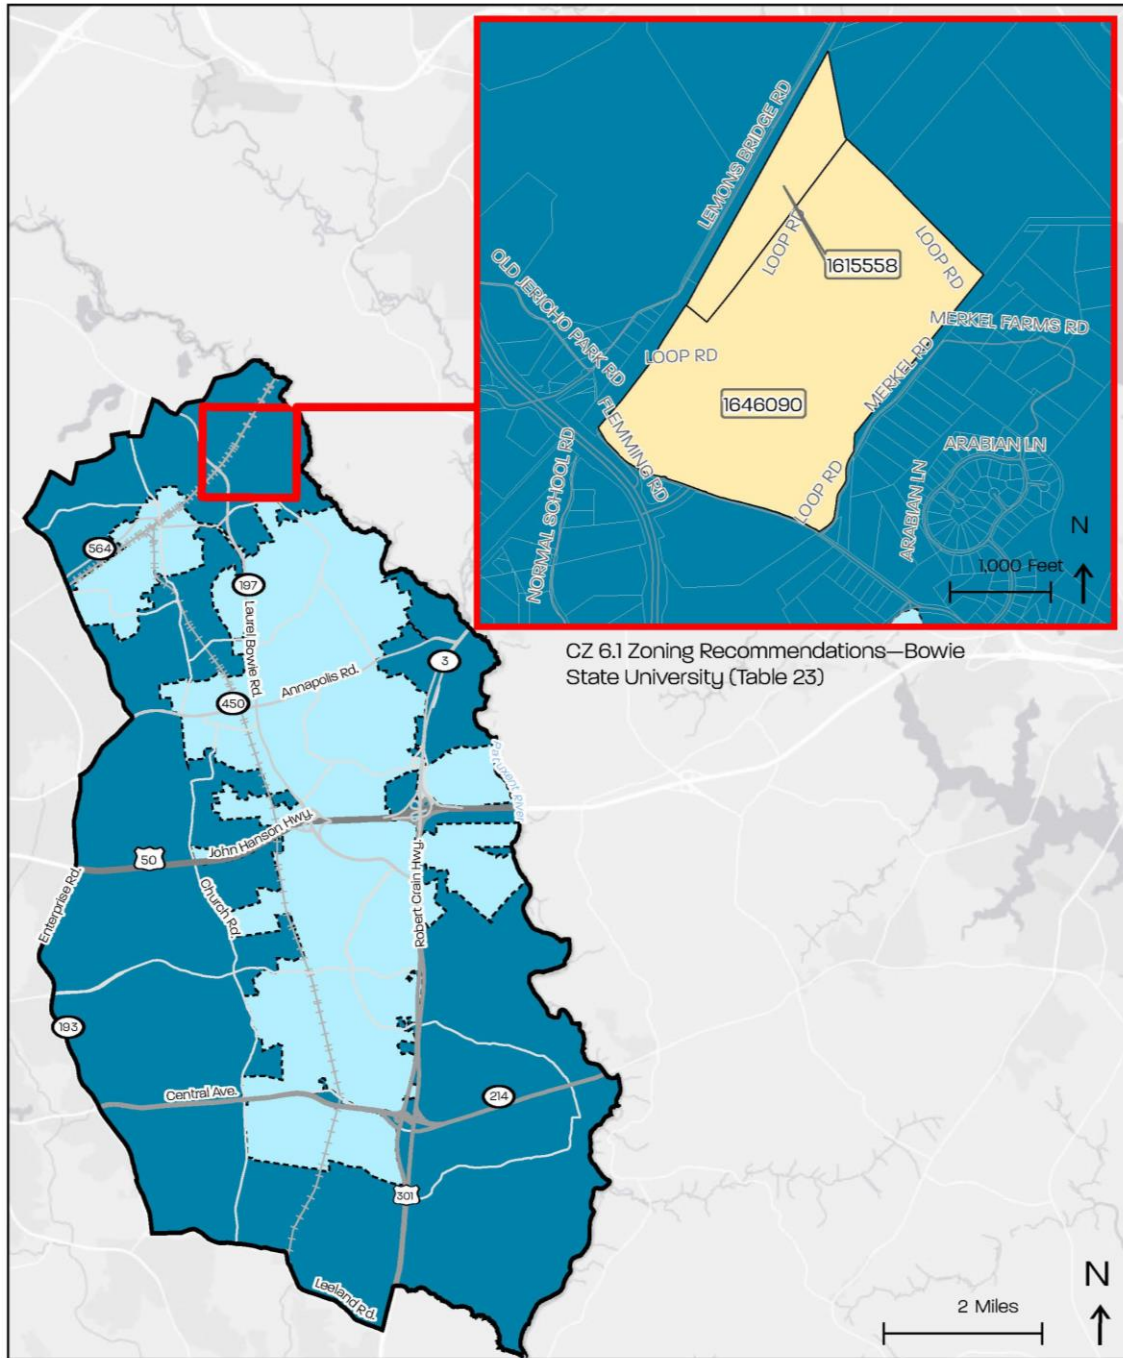 LEMONS BRIDGE RD
LOOP RD
LOOP RD
1615558
OLD JERICHO PARK RD
MERKEL FARMS RD
LOOP RD
MERKEL RD
1646090
FLEMMING RD
NORMAL SCHOOL RD
ARABIAN LN
LOOP RD
ARABIAN LN
N
1,000 Feet
CZ 6.1 Zoning Recommendations—Bowie
State University (Table 23)
564
197
Laurel Bowie Rd.
3
Annapolis Rd.
450
Patuxent River
John Hanson Hwy.
50
Enterprise Rd.
Church Rd.
Robert Crain Hwy.
193
Central Ave.
214
301
Leeland Rd.
N
2 Miles